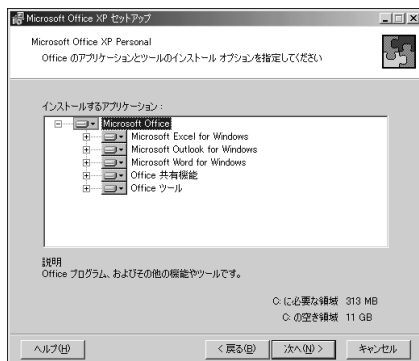 Microsoft Office XP セットアップ
Microsoft Office XP Personal
Office のアプリケーションとツールのインストール オプションを指定してください
インストールするアプリケーション:
Microsoft Office
Microsoft Excel for Windows
Microsoft Outlook for Windows
Microsoft Word for Windows
Office 共有機能
Office ツール
説明
Office プログラム、およびその他の機能やツールです。
C: に必要な領域 313 MB
C: の空き領域 11 GB
ヘルプ(H) < 戻る(B) 次へ(N) > キャンセル